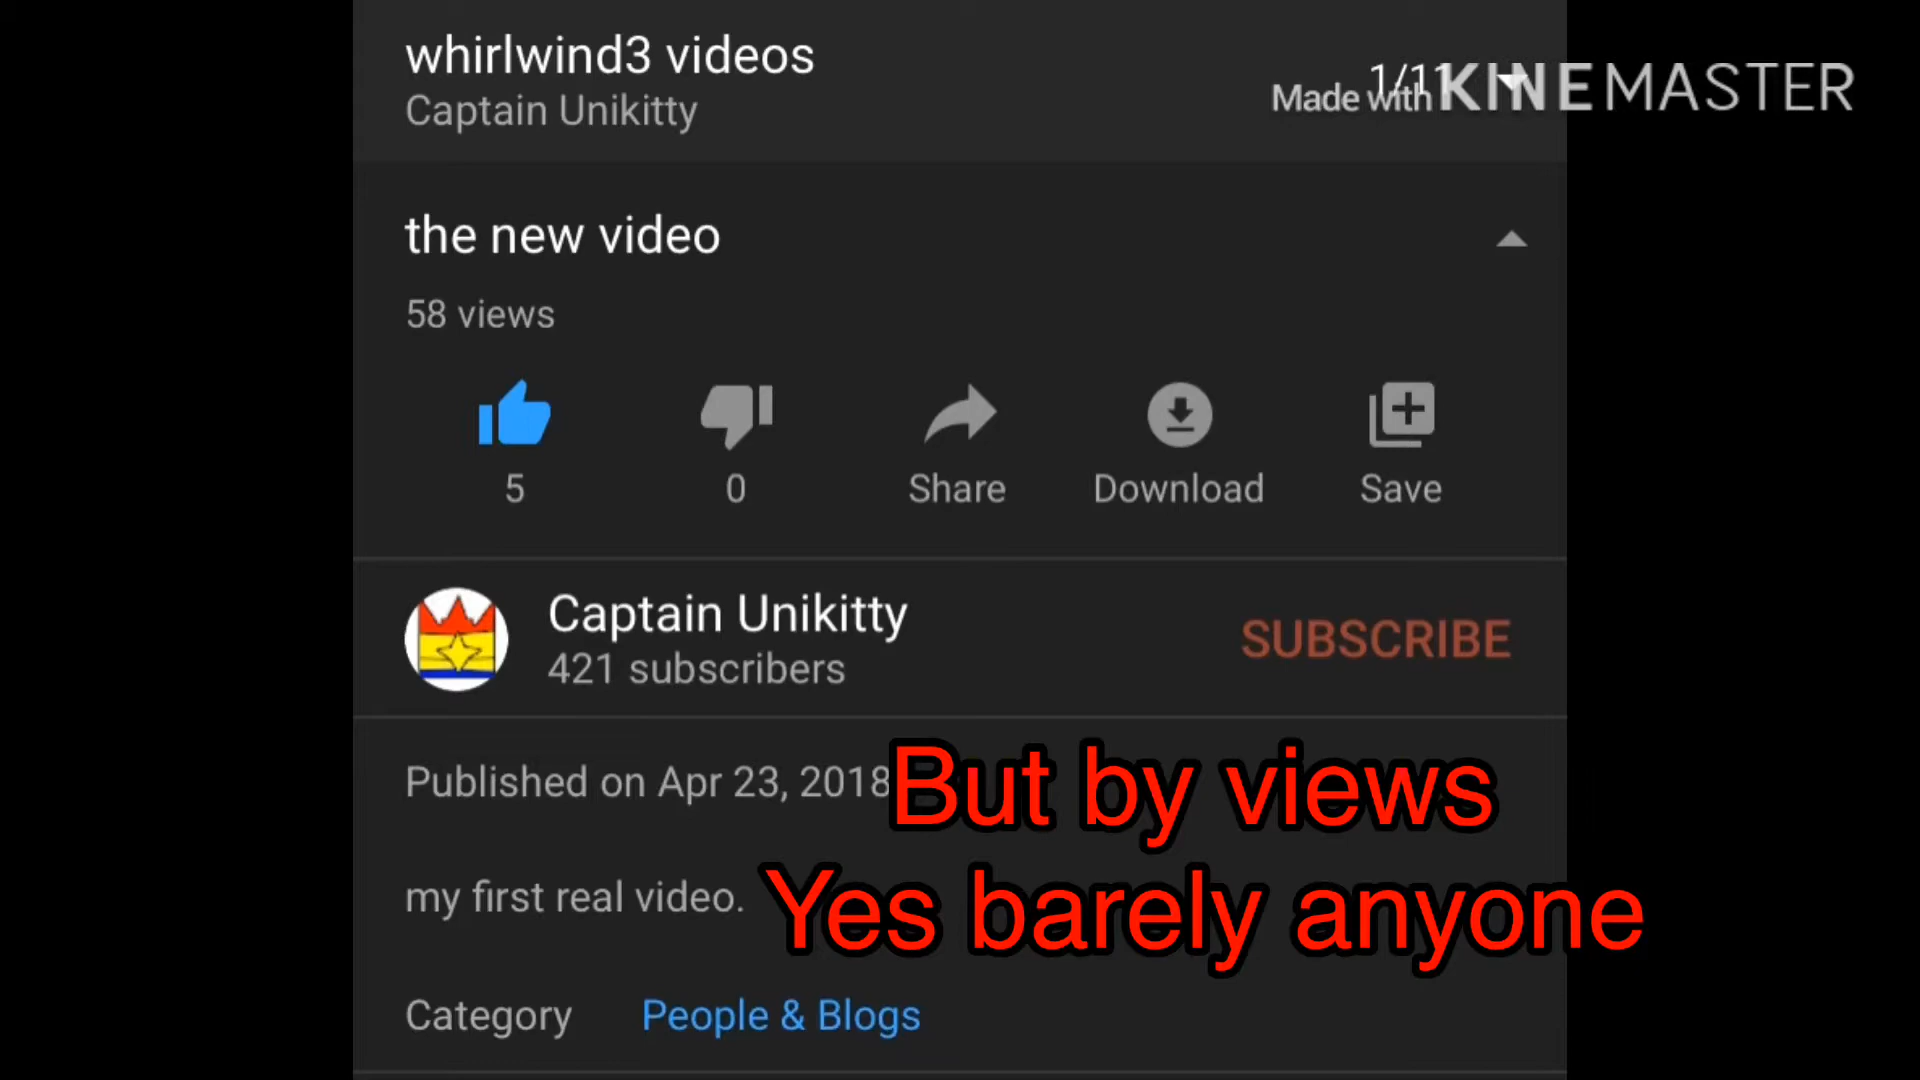 whirlwind3 videos
Captain Unikitty
1/11
Made with KINEMASTER
the new video
58 views
5
0
Share
Download
Save
Captain Unikitty
421 subscribers
SUBSCRIBE
Published on Apr 23, 2018
But by views
my first real video.
Yes barely anyone
Category
People & Blogs